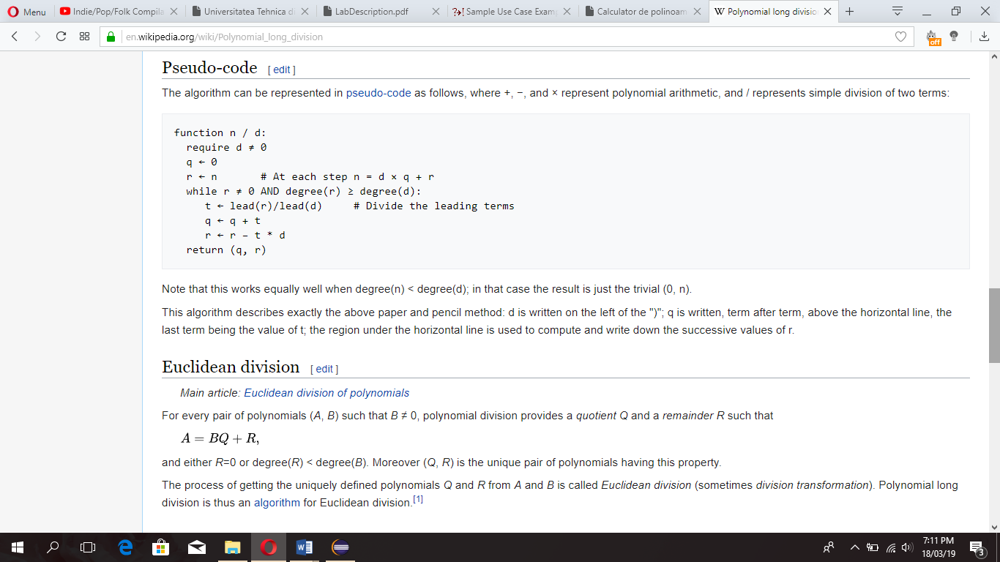 Menu
Indie/Pop/Folk Compila
Universitatea Tehnica di
LabDescription.pdf
?→! Sample Use Case Exam
Calculator de polinoam
W Polynomial long divisio
en.wikipedia.org/wiki/Polynomial_long_division
off
Pseudo-code [ edit ]
The algorithm can be represented in pseudo-code as follows, where +, −, and × represent polynomial arithmetic, and / represents simple division of two terms:
function n / d:
require d ≠ 0
q ← 0
r ← n # At each step n = d × q + r
while r ≠ 0 AND degree(r) ≥ degree(d):
t ← lead(r)/lead(d) # Divide the leading terms
q ← q + t
r ← r − t * d
return (q, r)
Note that this works equally well when degree(n) < degree(d); in that case the result is just the trivial (0, n).
This algorithm describes exactly the above paper and pencil method: d is written on the left of the ")"; q is written, term after term, above the horizontal line, the
last term being the value of t; the region under the horizontal line is used to compute and write down the successive values of r.
Euclidean division [ edit ]
Main article: Euclidean division of polynomials
For every pair of polynomials (A, B) such that B ≠ 0, polynomial division provides a quotient Q and a remainder R such that
A = BQ + R,
and either R=0 or degree(R) < degree(B). Moreover (Q, R) is the unique pair of polynomials having this property.
The process of getting the uniquely defined polynomials Q and R from A and B is called Euclidean division (sometimes division transformation). Polynomial long
division is thus an algorithm for Euclidean division.[1]
7:11 PM
18/03/19
3